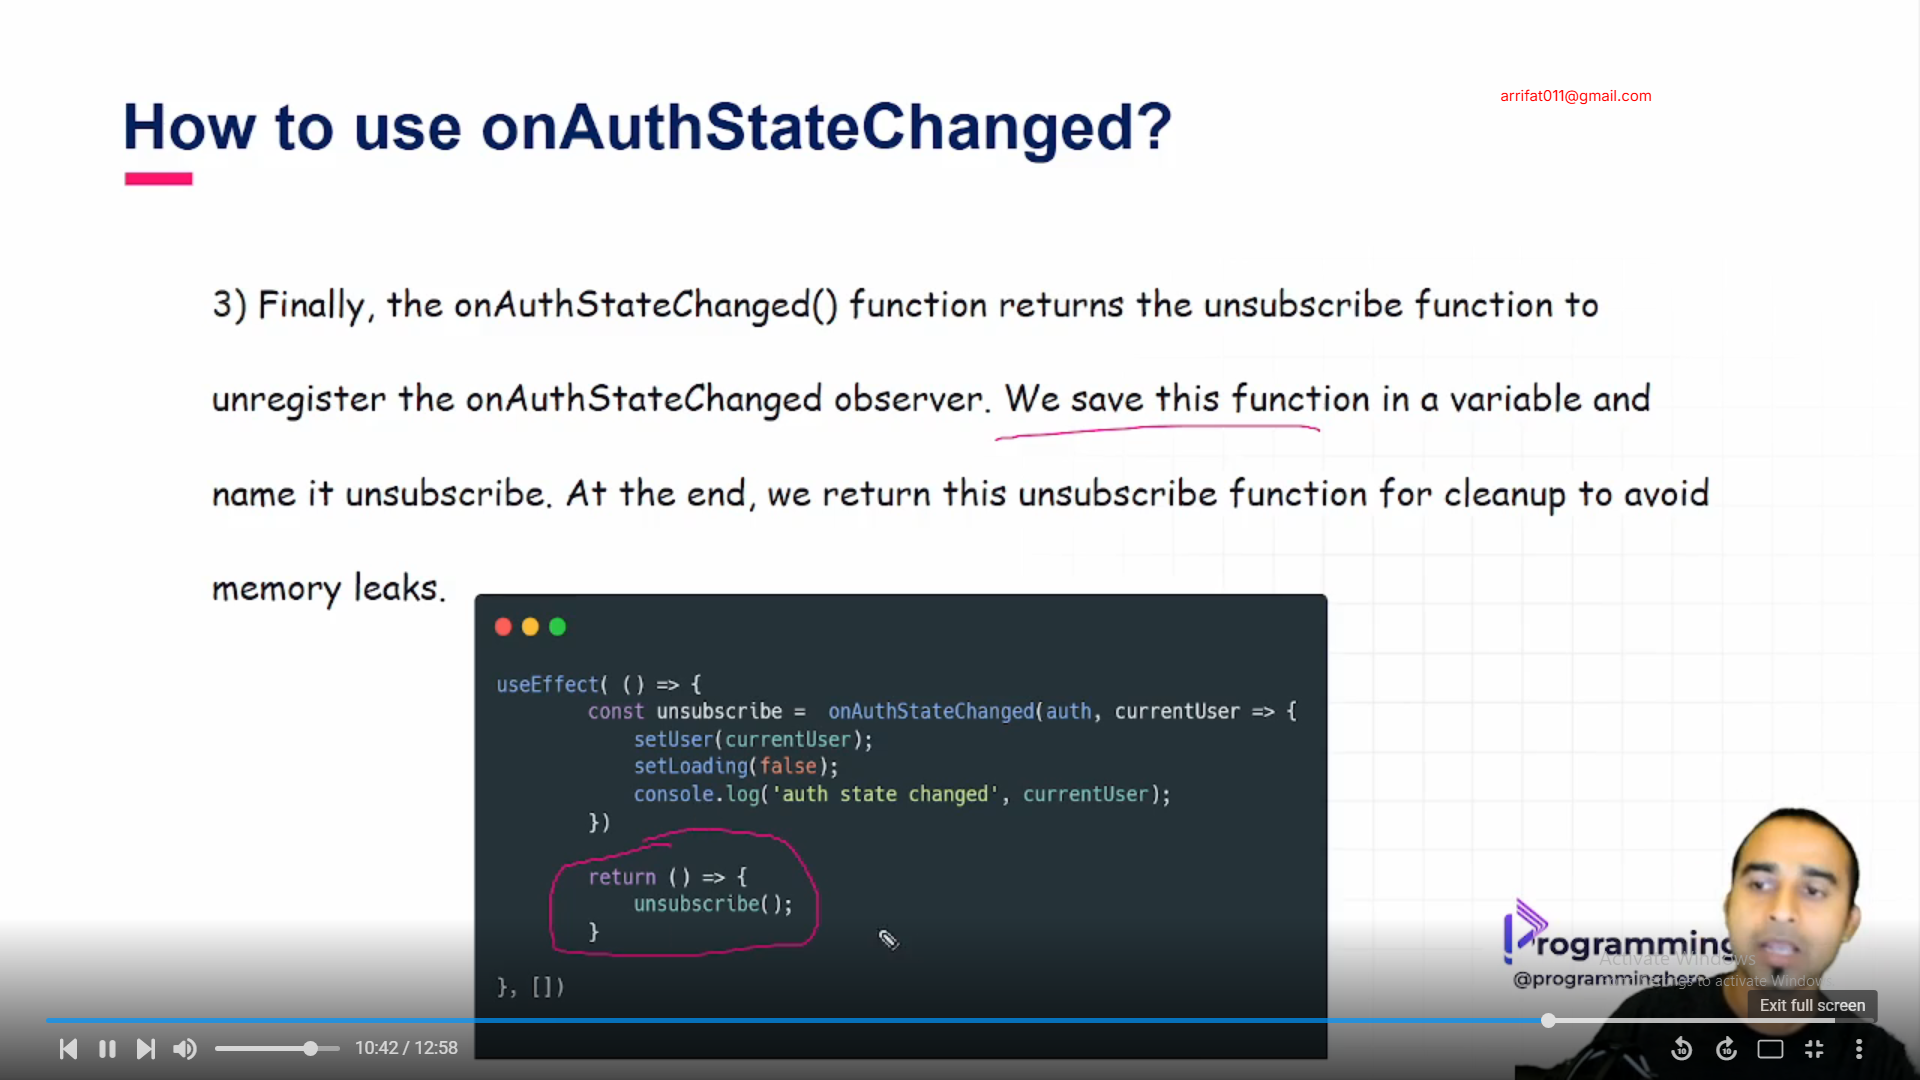 How to use onAuthStateChanged?
arrifat011@gmail.com
3) Finally, the onAuthStateChanged() function returns the unsubscribe function to
unregister the onAuthStateChanged observer. We save this function in a variable and
name it unsubscribe. At the end, we return this unsubscribe function for cleanup to avoid
memory leaks.
useEffect( () => {
const unsubscribe =  onAuthStateChanged(auth, currentUser => {
setUser(currentUser);
setLoading(false);
console.log('auth state changed', currentUser);
})
return () => {
unsubscribe();
}
}, [])
rogramming
Activate Windows
@programminghero
to activate Windows
Exit full screen
10:42 / 12:58
10
10